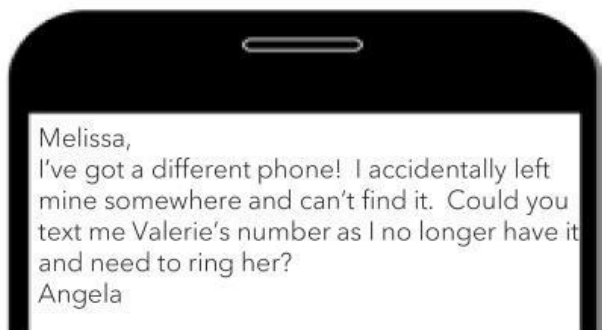 Melissa,
I've got a different phone!  I accidentally left
mine somewhere and can't find it.  Could you
text me Valerie's number as I no longer have it
and need to ring her?
Angela